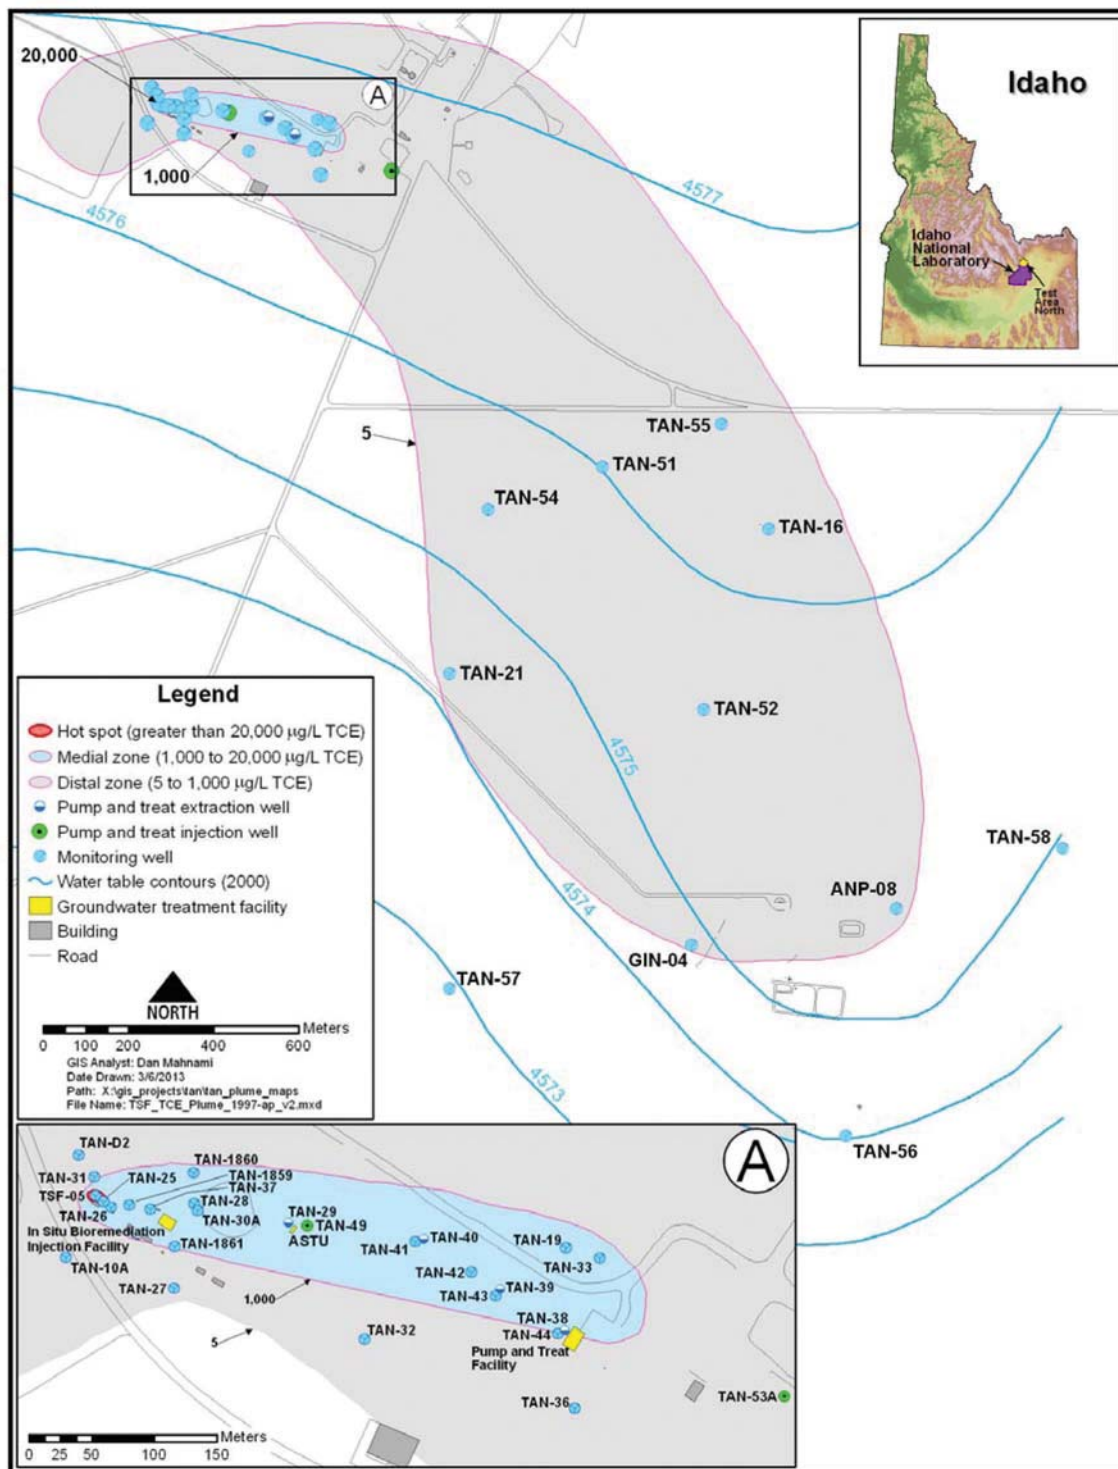 20,000
A
1,000
4577
4576
Idaho
Idaho
National
Laboratory
Test
Area
North
5
TAN-55
TAN-51
TAN-54
TAN-16
TAN-21
TAN-52
4575
4574
TAN-58
ANP-08
GIN-04
TAN-57
4573
TAN-56
Legend
Hot spot (greater than 20,000 µg/L TCE)
Medial zone (1,000 to 20,000 µg/L TCE)
Distal zone (5 to 1,000 µg/L TCE)
Pump and treat extraction well
Pump and treat injection well
Monitoring well
Water table contours (2000)
Groundwater treatment facility
Building
Road
NORTH
Meters
0 100 200 400 600
GIS Analyst: Dan Mahnami
Date Drawn: 3/6/2013
Path: X:\gis_projects\tan\tan_plume_maps
File Name: TSF_TCE_Plume_1997-ap_v2.mxd
A
TAN-D2
TAN-31
TAN-25
TAN-1860
TAN-1859
TAN-37
TSF-05
TAN-26
TAN-28
TAN-30A
In Situ Bioremediation
Injection Facility
TAN-1861
TAN-10A
TAN-27
TAN-29
TAN-49
ASTU
TAN-41
TAN-40
TAN-19
TAN-33
TAN-42
TAN-43
TAN-39
TAN-38
TAN-44
Pump and Treat
Facility
1,000
5
TAN-32
TAN-36
TAN-53A
Meters
0 25 50 100 150